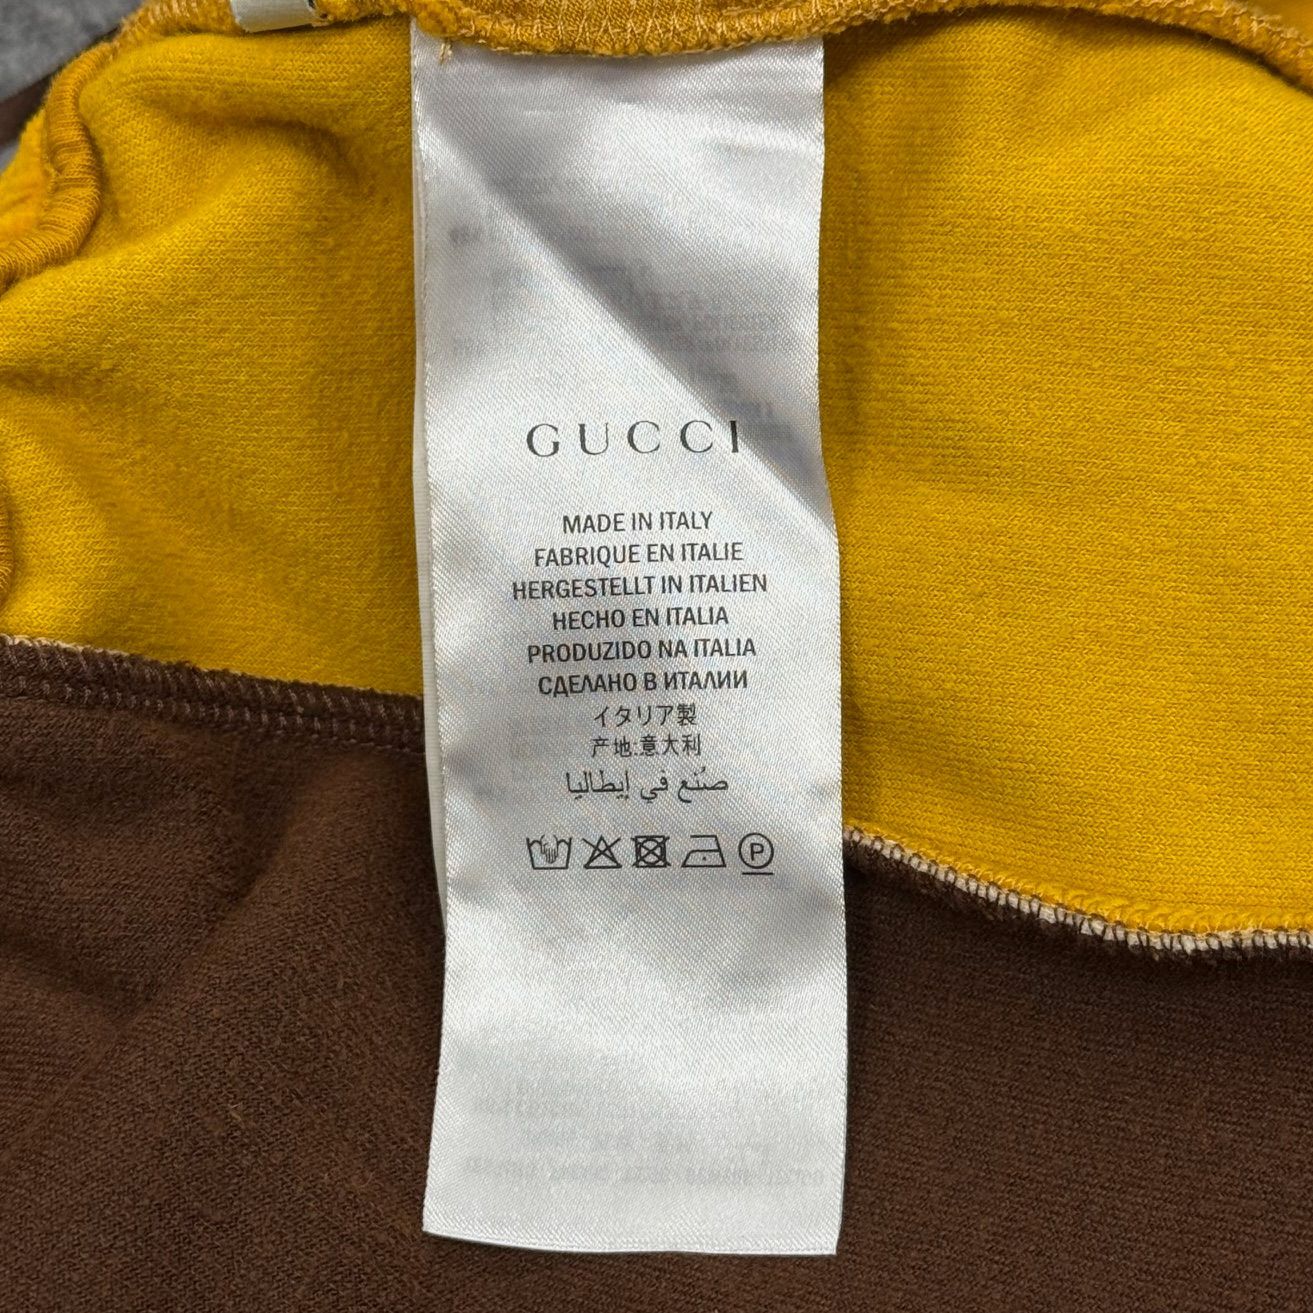 GUCCI
MADE IN ITALY
FABRIQUE EN ITALIE
HERGESTELLT IN ITALIEN
HECHO EN ITALIA
PRODUZIDO NA ITALIA
СДЕЛАНО В ИТАЛИИ
イタリア製
产地:意大利
صُنع في إيطاليا
P